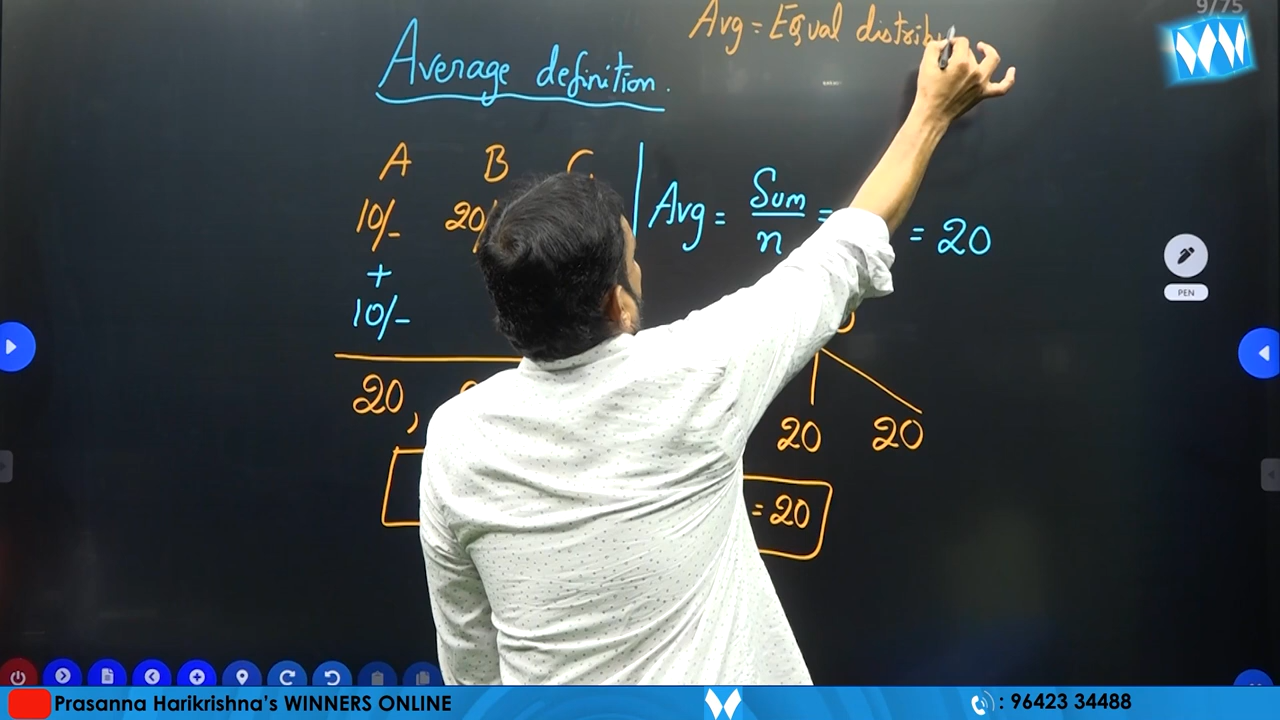 9/75
Avg = Equal distrib
Average definition.
A B C
10/- 20/
Avg = Sum/n = = 20
+
10/-
20,
20 20
= 20
PEN
Prasanna Harikrishna's WINNERS ONLINE
: 96423 34488